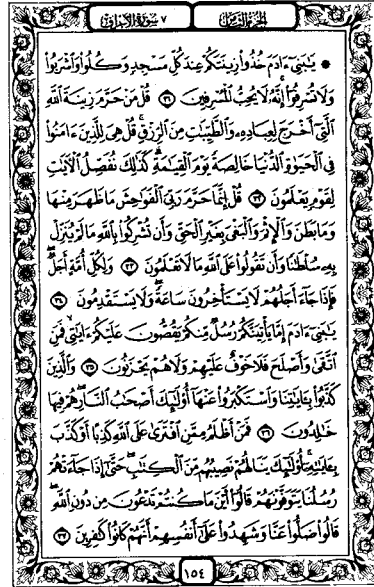 الجزء الثامن ٧ سورة الأعراف
۞ يَـٰبَنِىٓ ءَادَمَ خُذُوا۟ زِينَتَكُمْ عِندَ كُلِّ مَسْجِدٍ وَكُلُوا۟ وَٱشْرَبُوا۟
وَلَا تُسْرِفُوٓا۟ ۚ إِنَّهُۥ لَا يُحِبُّ ٱلْمُسْرِفِينَ ٣١ قُلْ مَنْ حَرَّمَ زِينَةَ ٱللَّهِ
ٱلَّتِىٓ أَخْرَجَ لِعِبَادِهِۦ وَٱلطَّيِّبَـٰتِ مِنَ ٱلرِّزْقِ ۚ قُلْ هِىَ لِلَّذِينَ ءَامَنُوا۟
فِى ٱلْحَيَوٰةِ ٱلدُّنْيَا خَالِصَةً يَوْمَ ٱلْقِيَـٰمَةِ ۗ كَذَٰلِكَ نُفَصِّلُ ٱلْـَٔايَـٰتِ
لِقَوْمٍ يَعْلَمُونَ ٣٢ قُلْ إِنَّمَا حَرَّمَ رَبِّىَ ٱلْفَوَٰحِشَ مَا ظَهَرَ مِنْهَا
وَمَا بَطَنَ وَٱلْإِثْمَ وَٱلْبَغْىَ بِغَيْرِ ٱلْحَقِّ وَأَن تُشْرِكُوا۟ بِٱللَّهِ مَا لَمْ يُنَزِّلْ
بِهِۦ سُلْطَـٰنًا وَأَن تَقُولُوا۟ عَلَى ٱللَّهِ مَا لَا تَعْلَمُونَ ٣٣ وَلِكُلِّ أُمَّةٍ أَجَلٌ ۖ
فَإِذَا جَآءَ أَجَلُهُمْ لَا يَسْتَأْخِرُونَ سَاعَةً ۖ وَلَا يَسْتَقْدِمُونَ ٣٤
يَـٰبَنِىٓ ءَادَمَ إِمَّا يَأْتِيَنَّكُمْ رُسُلٌ مِّنكُمْ يَقُصُّونَ عَلَيْكُمْ ءَايَـٰتِى ۙ فَمَنِ
ٱتَّقَىٰ وَأَصْلَحَ فَلَا خَوْفٌ عَلَيْهِمْ وَلَا هُمْ يَحْزَنُونَ ٣٥ وَٱلَّذِينَ
كَذَّبُوا۟ بِـَٔايَـٰتِنَا وَٱسْتَكْبَرُوا۟ عَنْهَآ أُو۟لَـٰٓئِكَ أَصْحَـٰبُ ٱلنَّارِ ۖ هُمْ فِيهَا
خَـٰلِدُونَ ٣٦ فَمَنْ أَظْلَمُ مِمَّنِ ٱفْتَرَىٰ عَلَى ٱللَّهِ كَذِبًا أَوْ كَذَّبَ
بِـَٔايَـٰتِهِۦٓ ۚ أُو۟لَـٰٓئِكَ يَنَالُهُمْ نَصِيبُهُم مِّنَ ٱلْكِتَـٰبِ ۖ حَتَّىٰٓ إِذَا جَآءَتْهُمْ
رُسُلُنَا يَتَوَفَّوْنَهُمْ قَالُوٓا۟ أَيْنَ مَا كُنتُمْ تَدْعُونَ مِن دُونِ ٱللَّهِ ۖ
قَالُوا۟ ضَلُّوا۟ عَنَّا وَشَهِدُوا۟ عَلَىٰٓ أَنفُسِهِمْ أَنَّهُمْ كَانُوا۟ كَـٰفِرِينَ ٣٧
١٥٤